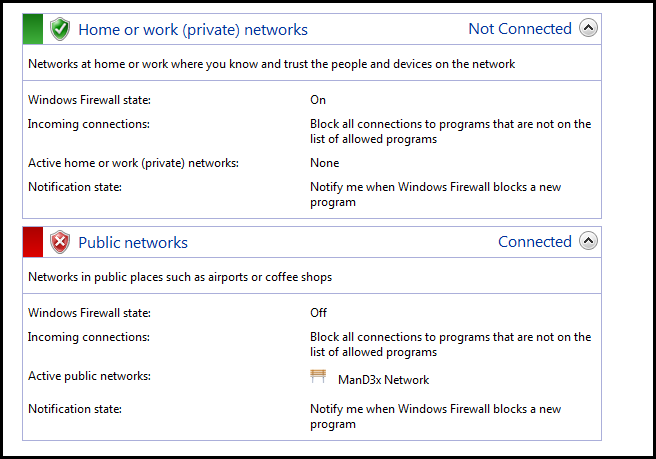 Home or work (private) networks Not Connected
Networks at home or work where you know and trust the people and devices on the network
Windows Firewall state: On
Incoming connections: Block all connections to programs that are not on the
list of allowed programs
Active home or work (private) networks: None
Notification state: Notify me when Windows Firewall blocks a new
program
Public networks Connected
Networks in public places such as airports or coffee shops
Windows Firewall state: Off
Incoming connections: Block all connections to programs that are not on the
list of allowed programs
Active public networks: ManD3x Network
Notification state: Notify me when Windows Firewall blocks a new
program